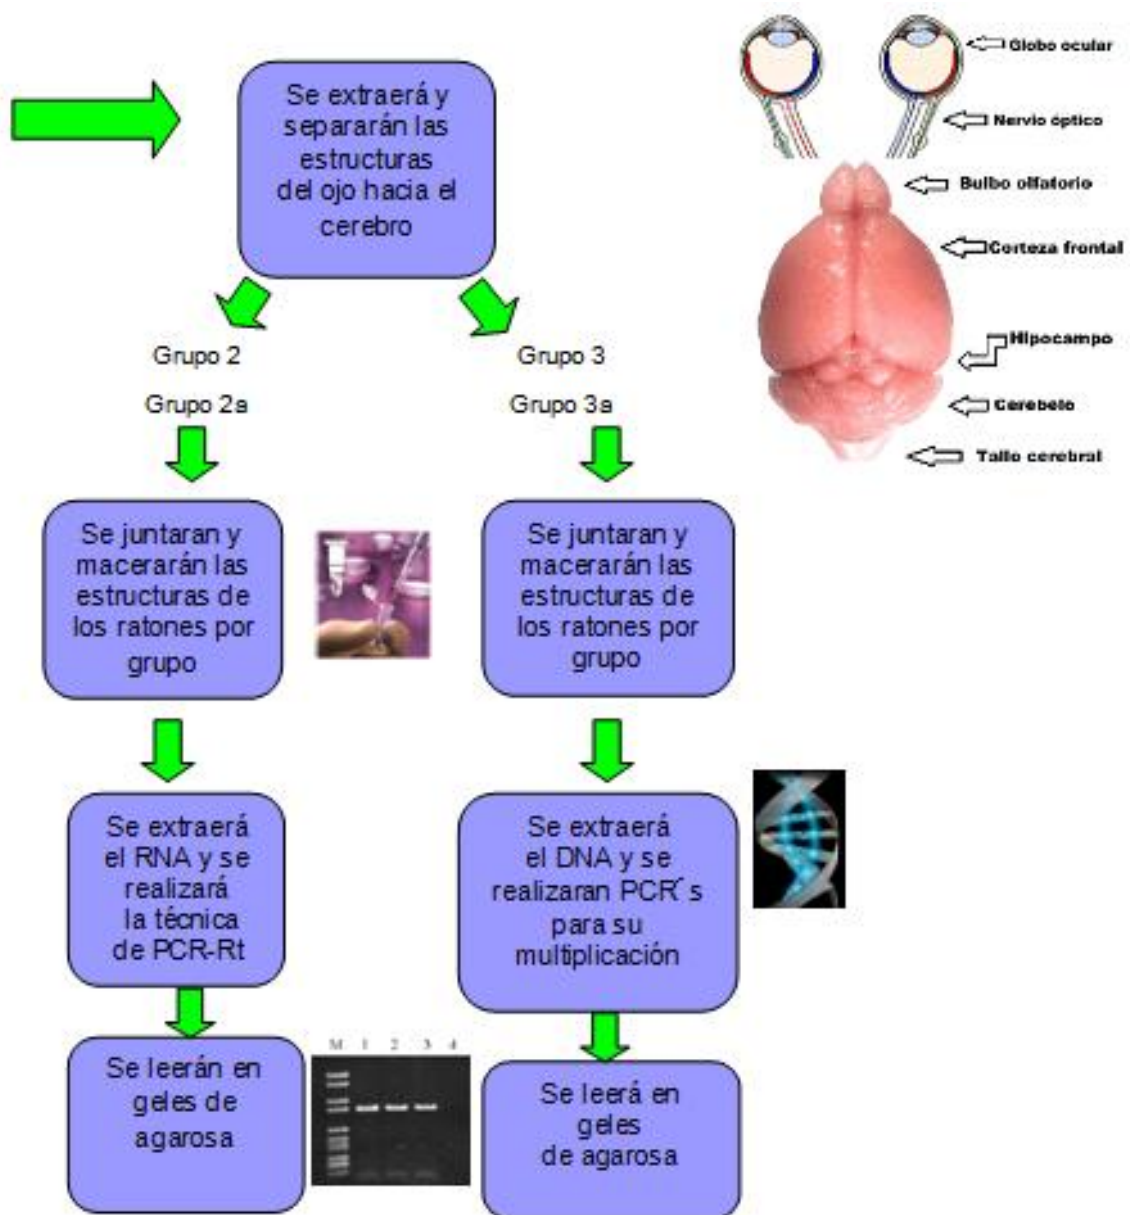 Se extraerá y
separarán las
estructuras
del ojo hacia el
cerebro
Globo ocular
Nervio óptico
Bulbo olfatorio
Corteza frontal
Hipocampo
Cerebelo
Tallo cerebral
Grupo 2
Grupo 2a
Grupo 3
Grupo 3a
Se juntaran y
macerarán las
estructuras de
los ratones por
grupo
Se juntaran y
macerarán las
estructuras de
los ratones por
grupo
Se extraerá
el RNA y se
realizará
la técnica
de PCR-Rt
Se extraerá
el DNA y se
realizaran PCR´s
para su
multiplicación
Se leerán en
geles de
agarosa
M 1 2 3 4
Se leerá en
geles
de agarosa